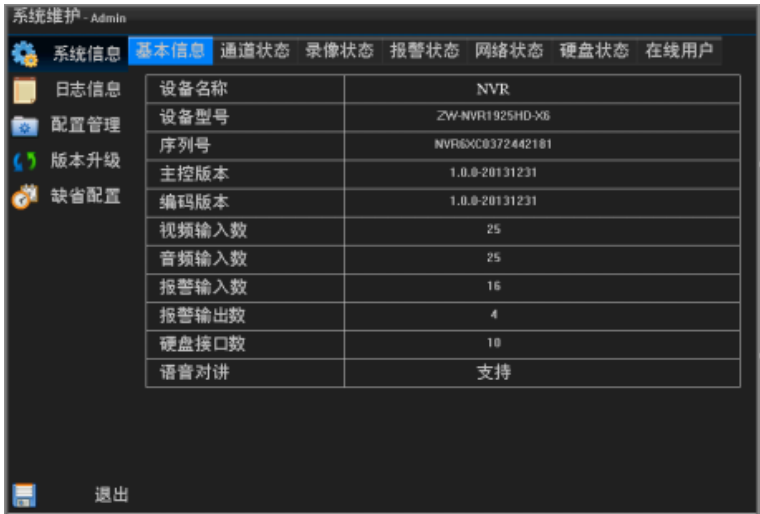 系统维护 - Admin
系统信息 基本信息 通道状态 录像状态 报警状态 网络状态 硬盘状态 在线用户
日志信息 设备名称 NVR
配置管理 设备型号 ZW-NVR1925HD-X6
序列号 NVR6XC0372442181
版本升级 主控版本 1.0.0-20131231
缺省配置 编码版本 1.0.0-20131231
视频输入数 25
音频输入数 25
报警输入数 16
报警输出数 4
硬盘接口数 10
语音对讲 支持
退出